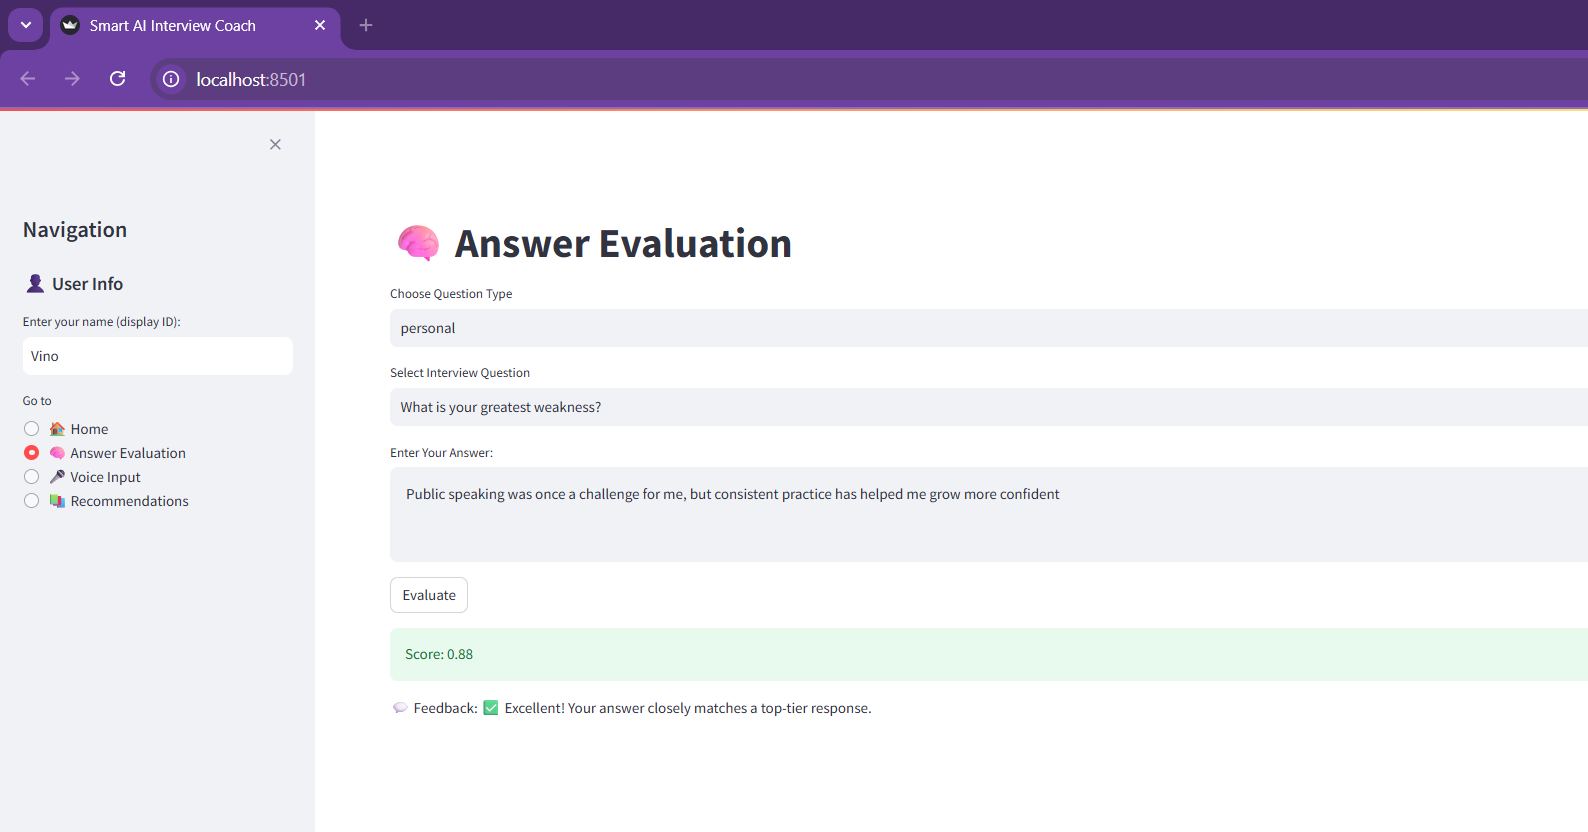 Smart AI Interview Coach
localhost:8501
Navigation
User Info
Enter your name (display ID):
Vino
Go to
Home
Answer Evaluation
Voice Input
Recommendations
Answer Evaluation
Choose Question Type
personal
Select Interview Question
What is your greatest weakness?
Enter Your Answer:
Public speaking was once a challenge for me, but consistent practice has helped me grow more confident
Evaluate
Score: 0.88
Feedback: ✅ Excellent! Your answer closely matches a top-tier response.